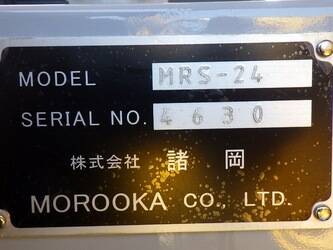 MODEL MRS-24
SERIAL NO. 4630
株式会社 諸岡
MOROOKA CO., LTD.